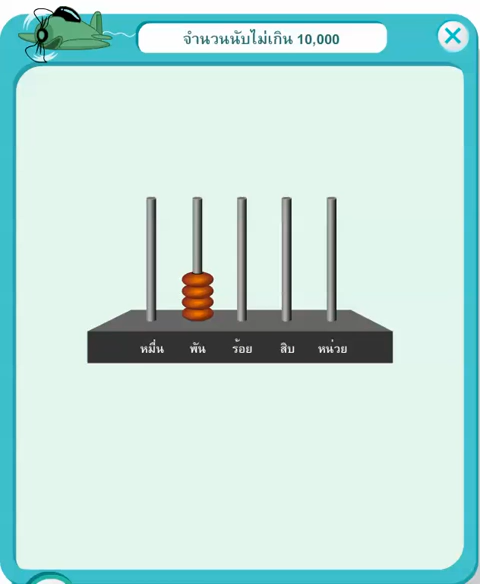 จำนวนนับไม่เกิน 10,000
หมื่น พัน ร้อย สิบ หน่วย